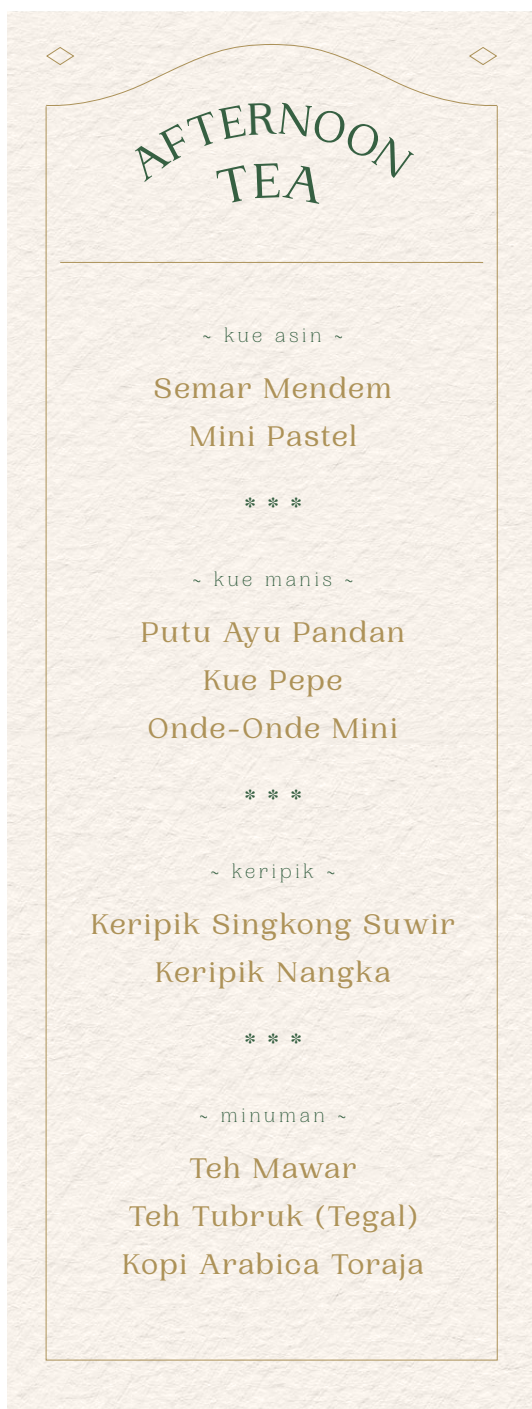 AFTERNOON
TEA
~ kue asin ~
Semar Mendem
Mini Pastel
* * *
~ kue manis ~
Putu Ayu Pandan
Kue Pepe
Onde-Onde Mini
* * *
~ keripik ~
Keripik Singkong Suwir
Keripik Nangka
* * *
~ minuman ~
Teh Mawar
Teh Tubruk (Tegal)
Kopi Arabica Toraja